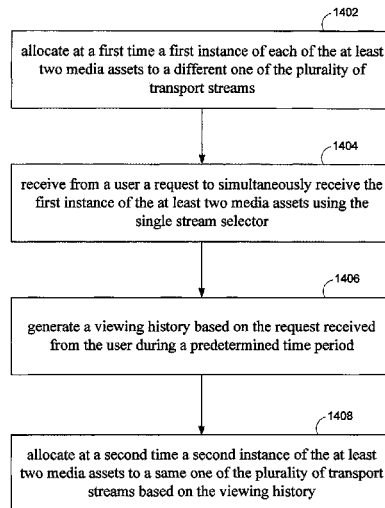 1402
allocate at a first time a first instance of each of the at least
two media assets to a different one of the plurality of
transport streams
1404
receive from a user a request to simultaneously receive the
first instance of the at least two media assets using the
single stream selector
1406
generate a viewing history based on the request received
from the user during a predetermined time period
1408
allocate at a second time a second instance of the at least
two media assets to a same one of the plurality of transport
streams based on the viewing history